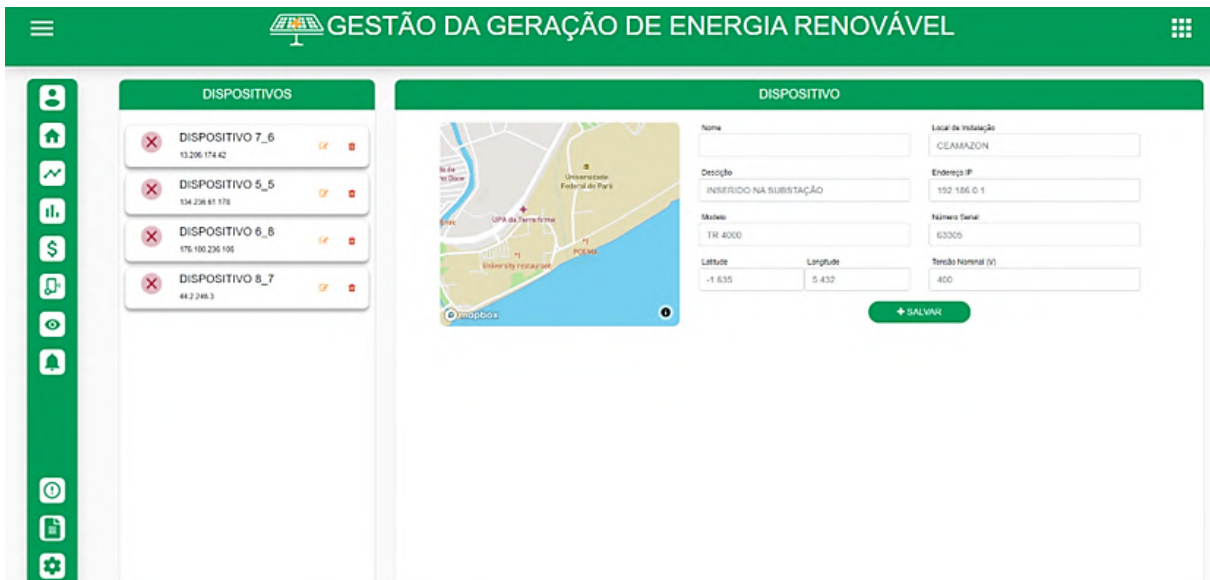 GESTÃO DA GERAÇÃO DE ENERGIA RENOVÁVEL
DISPOSITIVOS
DISPOSITIVO 7_6
13.206.174.42
DISPOSITIVO 5_5
134.236.61.178
DISPOSITIVO 6_8
176.100.236.106
DISPOSITIVO 8_7
44.2.246.3
DISPOSITIVO
Universidade
Federal do Pará
UPA da Terra firme
POEMA
University restaurant
mapbox
Nome
Local de Instalação
CEAMAZON
Descição
INSERIDO NA SUBSTAÇÃO
Endereço IP
192.186.0.1
Modelo
TR 4000
Número Serial
63305
Latitude
Longitude
Tensão Nominal (V)
-1.635
5.432
400
+ SALVAR